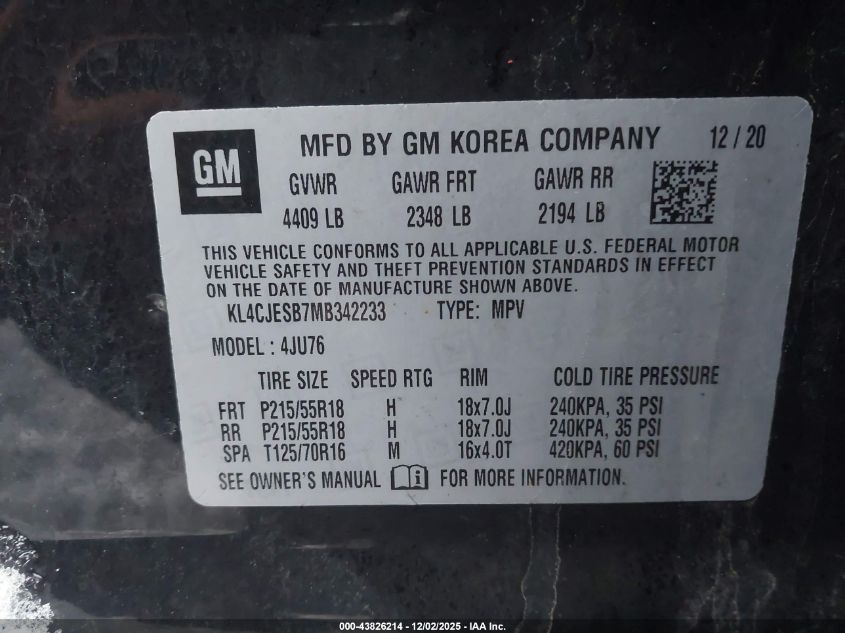 GM
MFD BY GM KOREA COMPANY 12/20
GVWR GAWR FRT GAWR RR
4409 LB 2348 LB 2194 LB
THIS VEHICLE CONFORMS TO ALL APPLICABLE U.S. FEDERAL MOTOR
VEHICLE SAFETY AND THEFT PREVENTION STANDARDS IN EFFECT
ON THE DATE OF MANUFACTURE SHOWN ABOVE.
KL4CJESB7MB342233 TYPE: MPV
MODEL : 4JU76
TIRE SIZE SPEED RTG RIM COLD TIRE PRESSURE
FRT P215/55R18 H 18x7.0J 240KPA, 35 PSI
RR P215/55R18 H 18x7.0J 240KPA, 35 PSI
SPA T125/70R16 M 16x4.0T 420KPA, 60 PSI
SEE OWNER'S MANUAL FOR MORE INFORMATION.
000-43826214 - 12/02/2025 - IAA Inc.